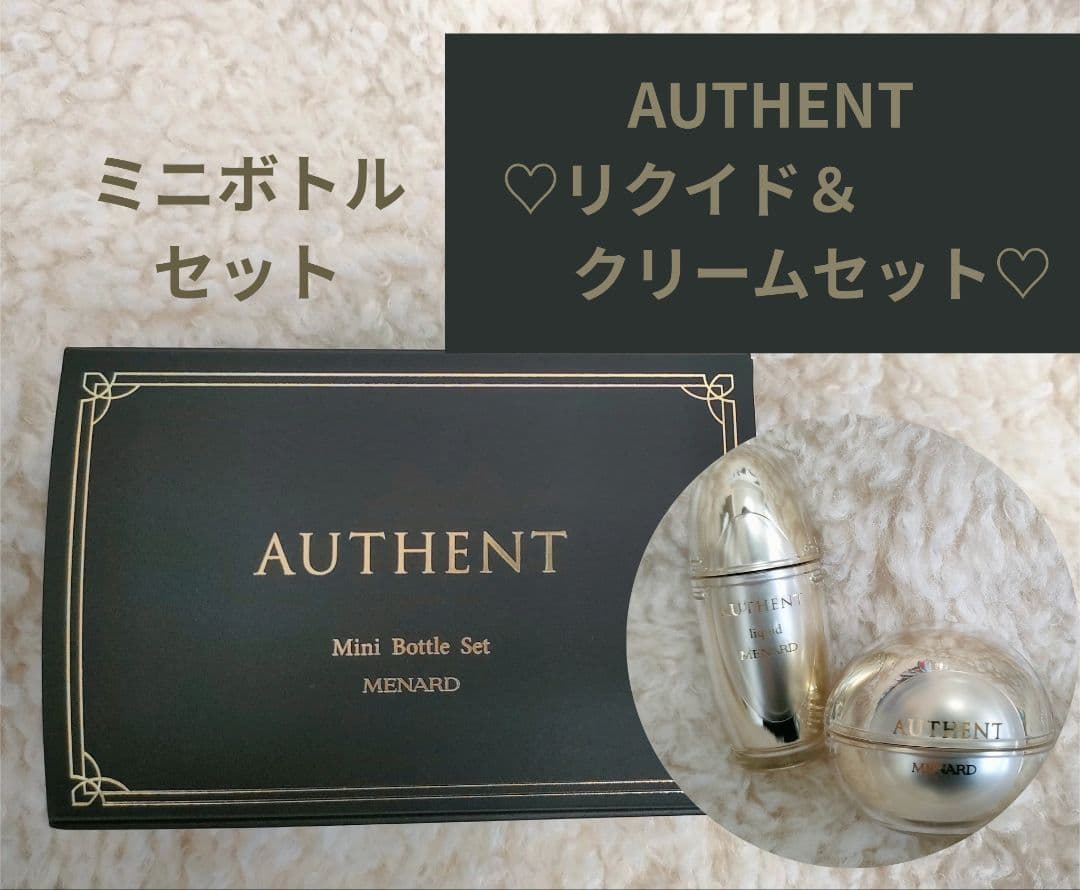 AUTHENT
♡リクイド&
クリームセット♡
ミニボトル
セット
AUTHENT
Mini Bottle Set
MENARD
AUTHENT
liquid
MENARD
AUTHENT
MENARD